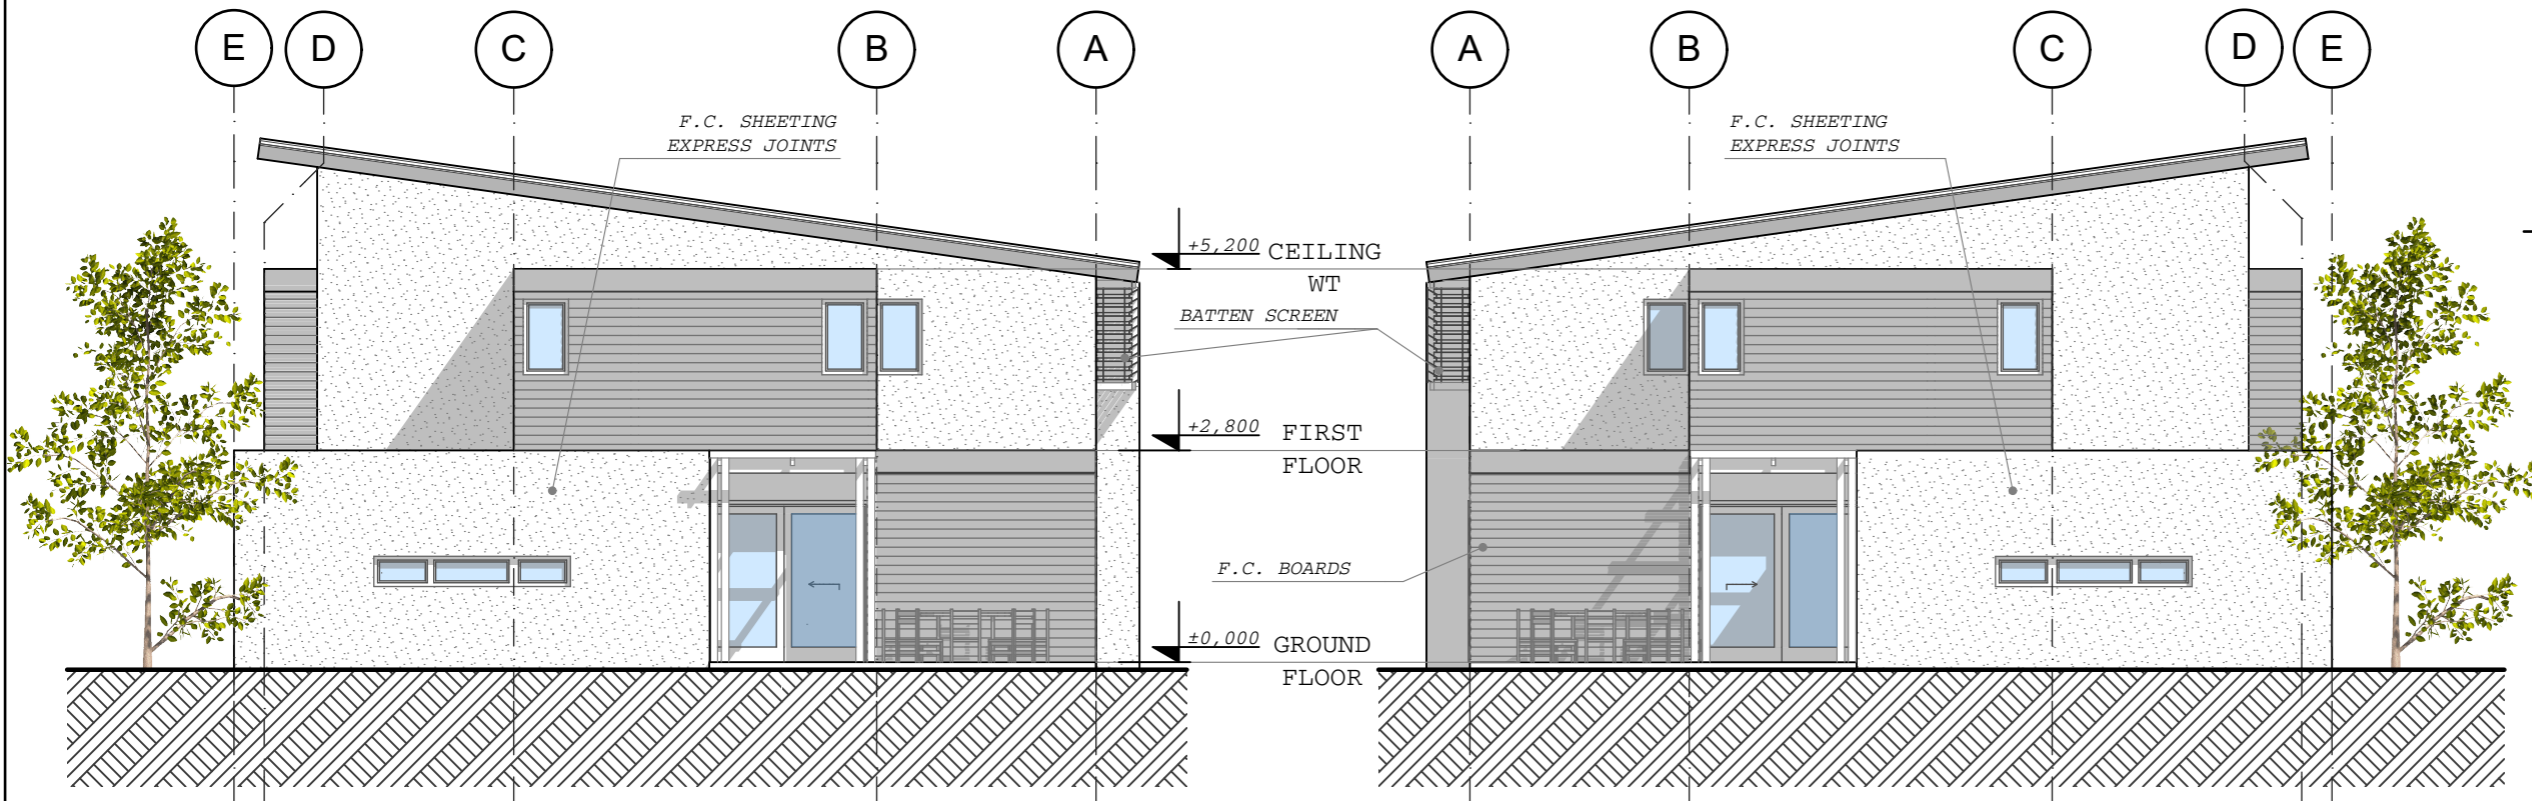 E D C B A A B C D E
F.C. SHEETING
EXPRESS JOINTS
F.C. SHEETING
EXPRESS JOINTS
+5,200 CEILING
WT
BATTEN SCREEN
+2,800 FIRST
FLOOR
F.C. BOARDS
±0,000 GROUND
FLOOR